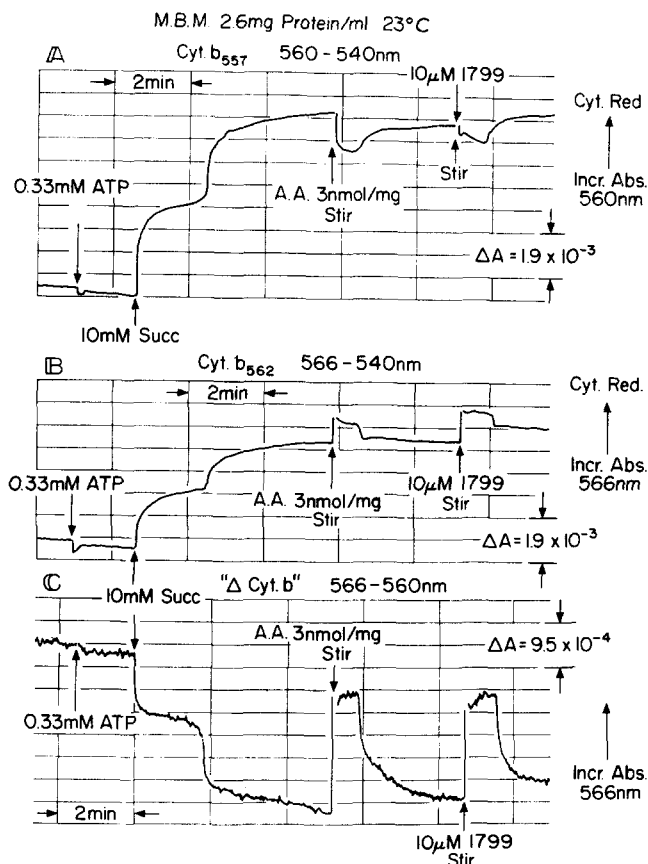 M.B.M. 2.6mg Protein/ml 23°C
A
Cyt. b557 560-540nm
2min
10μM 1799
Cyt. Red
0.33mM ATP
A.A. 3nmol/mg
Stir
Stir
Incr. Abs.
560nm
ΔA = 1.9 x 10⁻³
10mM Succ
B
Cyt. b562 566-540nm
2min
Cyt. Red.
0.33mM ATP
A.A. 3nmol/mg
Stir
10μM 1799
Stir
Incr. Abs.
566nm
ΔA = 1.9 x 10⁻³
10mM Succ
C
"Δ Cyt. b" 566-560nm
A.A. 3nmol/mg
Stir
ΔA = 9.5 x 10⁻⁴
0.33mM ATP
2min
Incr. Abs.
566nm
10μM 1799
Stir